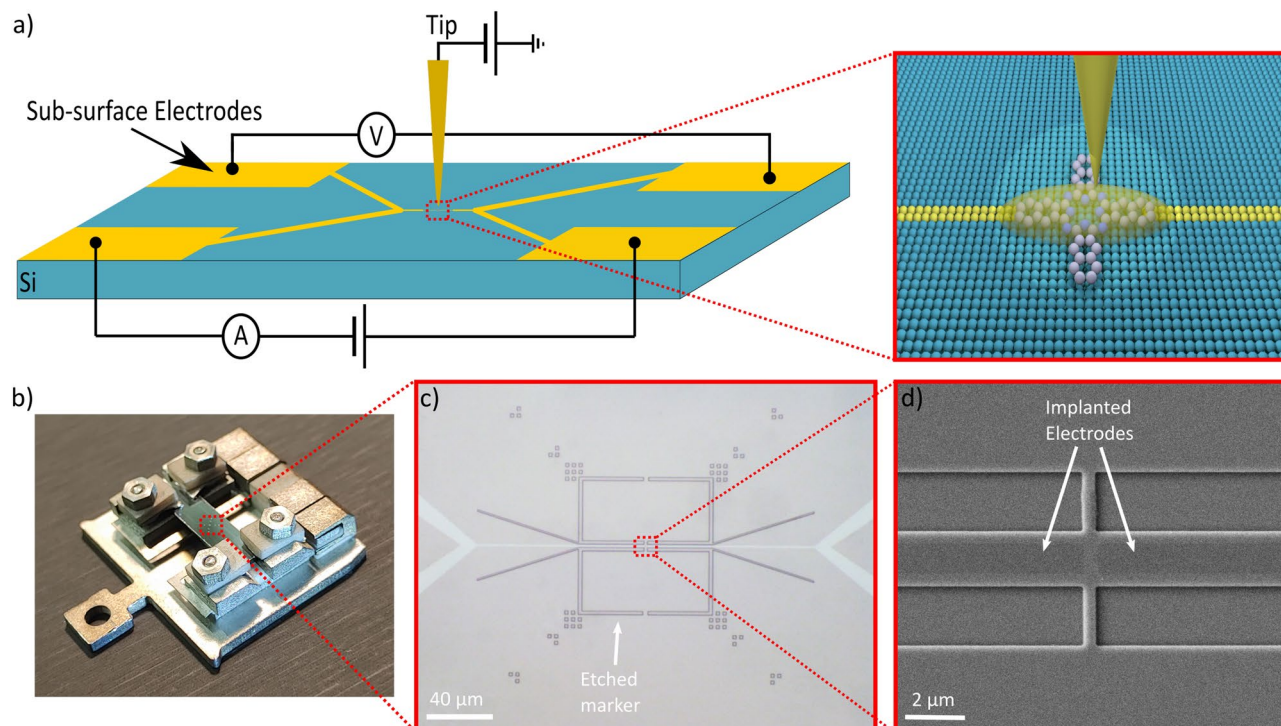 a)
Tip
Sub-surface Electrodes
V
Si
A
b)
c)
Etched
marker
40 μm
d)
Implanted
Electrodes
2 μm